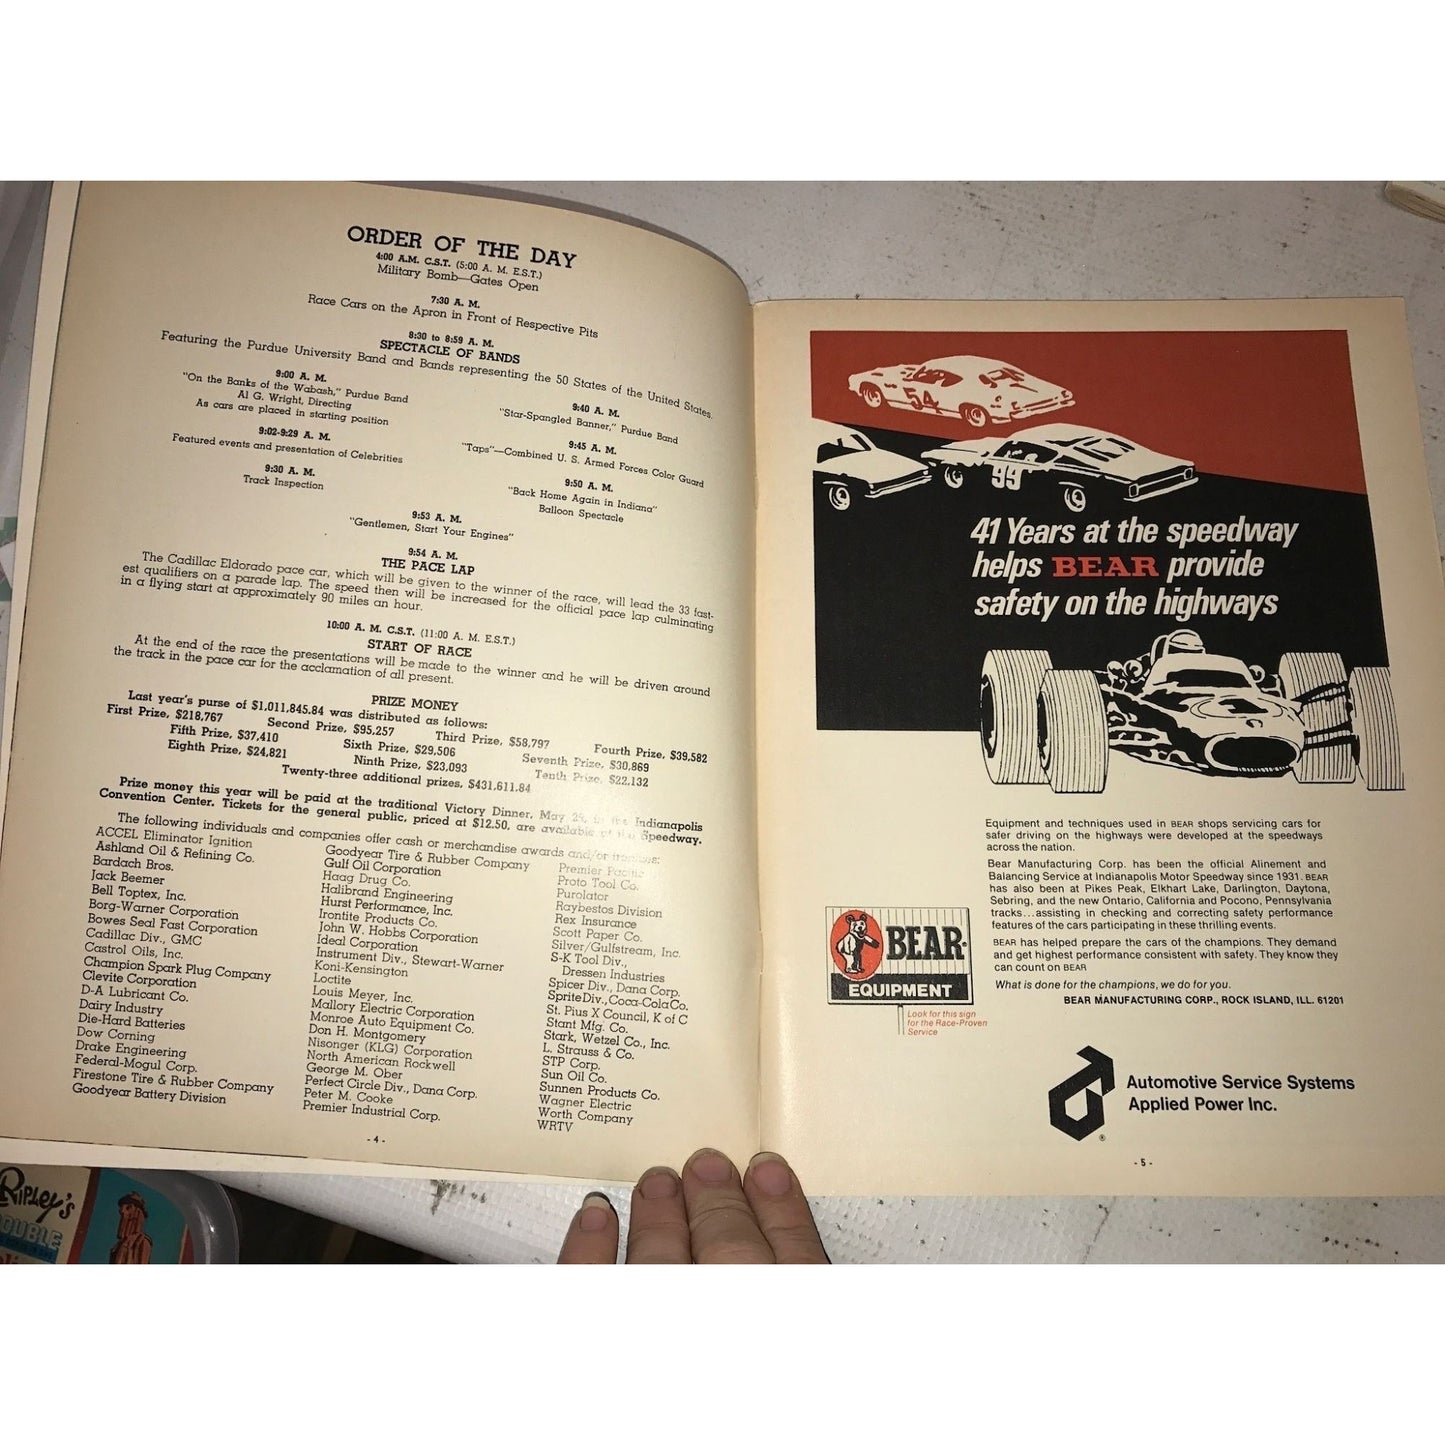 ORDER OF THE DAY
4:00 A.M. C.S.T. (5:00 A. M. E.S.T.)
Military Bomb—Gates Open
7:30 A. M.
Race Cars on the Apron in Front of Respective Pits
8:30 to 8:59 A. M.
SPECTACLE OF BANDS
Featuring the Purdue University Band and Bands representing the 50 States of the United States.
9:00 A. M.
"On the Banks of the Wabash," Purdue Band
Al G. Wright, Directing
As cars are placed in starting position
9:02-9:29 A. M.
Featured events and presentation of Celebrities
9:30 A. M.
Track Inspection
9:40 A. M.
"Star-Spangled Banner," Purdue Band
9:45 A. M.
"Taps"—Combined U. S. Armed Forces Color Guard
9:50 A. M.
"Back Home Again in Indiana"
Balloon Spectacle
9:53 A. M.
"Gentlemen, Start Your Engines"
9:54 A. M.
THE PACE LAP
The Cadillac Eldorado pace car, which will be given to the winner of the race, will lead the 33 fast-
est qualifiers on a parade lap. The speed then will be increased for the official pace lap culminating
in a flying start at approximately 90 miles an hour.
10:00 A. M. C.S.T. (11:00 A. M. E.S.T.)
START OF RACE
At the end of the race the presentations will be made to the winner and he will be driven around
the track in the pace car for the acclamation of all present.
PRIZE MONEY
Last year's purse of $1,011,845.84 was distributed as follows:
First Prize, $218,767 Second Prize, $95,257 Third Prize, $58,797 Fourth Prize, $39,582
Fifth Prize, $37,410 Sixth Prize, $29,506 Seventh Prize, $30,869
Eighth Prize, $24,821 Ninth Prize, $23,093 Tenth Prize, $22,132
Twenty-three additional prizes, $431,611.84
Prize money this year will be paid at the traditional Victory Dinner, May in the Indianapolis
Convention Center. Tickets for the general public, priced at $12.50, are available at the Speedway.
The following individuals and companies offer cash or merchandise awards and/or trophies:
ACCEL Eliminator Ignition
Ashland Oil & Refining Co.
Bardach Bros.
Jack Beemer
Bell Toptex, Inc.
Borg-Warner Corporation
Bowes Seal Fast Corporation
Cadillac Div., GMC
Castrol Oils, Inc.
Champion Spark Plug Company
Clevite Corporation
D-A Lubricant Co.
Dairy Industry
Die-Hard Batteries
Dow Corning
Drake Engineering
Federal-Mogul Corp.
Firestone Tire & Rubber Company
Goodyear Battery Division
Goodyear Tire & Rubber Company
Gulf Oil Corporation
Haag Drug Co.
Halibrand Engineering
Hurst Performance, Inc.
Irontite Products Co.
John W. Hobbs Corporation
Ideal Corporation
Instrument Div., Stewart-Warner
Koni-Kensington
Loctite
Louis Meyer, Inc.
Mallory Electric Corporation
Monroe Auto Equipment Co.
Don H. Montgomery
Nisonger (KLG) Corporation
North American Rockwell
George M. Ober
Perfect Circle Div., Dana Corp.
Peter M. Cooke
Premier Industrial Corp.
Premier Pacific
Proto Tool Co.
Purolator
Raybestos Division
Rex Insurance
Scott Paper Co.
Silver/Gulfstream, Inc.
S-K Tool Div.,
Dressen Industries
Spicer Div., Dana Corp.
Sprite Div., Coca-Cola Co.
St. Pius X Council, K of C
Stant Mfg. Co.
Stark, Wetzel Co., Inc.
L. Strauss & Co.
STP Corp.
Sun Oil Co.
Sunnen Products Co.
Wagner Electric
Worth Company
WRTV
- 4 -
54
99
41 Years at the speedway
helps BEAR provide
safety on the highways
Equipment and techniques used in BEAR shops servicing cars for
safer driving on the highways were developed at the speedways
across the nation.
Bear Manufacturing Corp. has been the official Alinement and
Balancing Service at Indianapolis Motor Speedway since 1931. BEAR
has also been at Pikes Peak, Elkhart Lake, Darlington, Daytona,
Sebring, and the new Ontario, California and Pocono, Pennsylvania
tracks...assisting in checking and correcting safety performance
features of the cars participating in these thrilling events.
BEAR has helped prepare the cars of the champions. They demand
and get highest performance consistent with safety. They know they
can count on BEAR
What is done for the champions, we do for you.
BEAR MANUFACTURING CORP., ROCK ISLAND, ILL. 61201
BEAR
EQUIPMENT
Look for this sign
for the Race-Proven
Service
Automotive Service Systems
Applied Power Inc.
®
- 5 -
RIPLEY'S